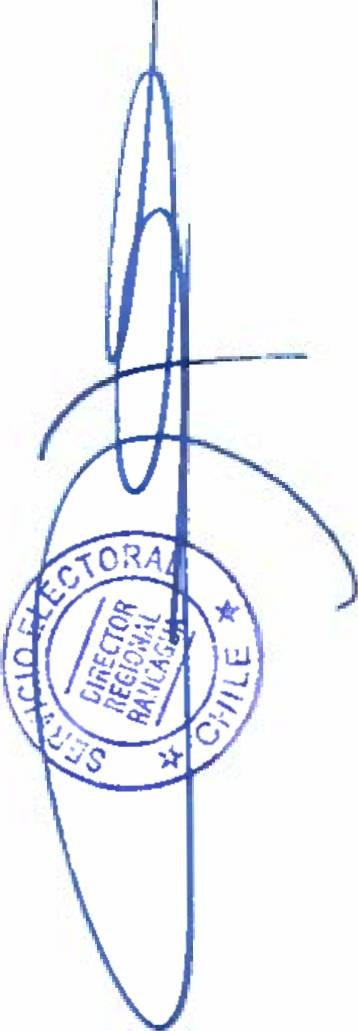 SERVICIO ELECTORAL
DIRECTOR
REGIONAL
RANCAGUA
★ CHILE ★